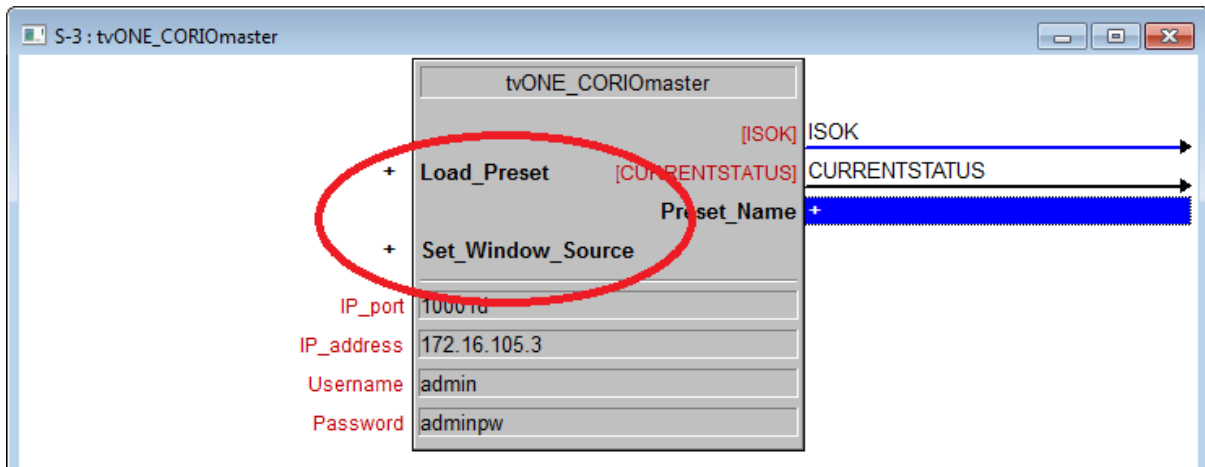 S-3 : tvONE_CORIOmaster
tvONE_CORIOmaster
[ISOK] ISOK
+ Load_Preset [CURRENTSTATUS] CURRENTSTATUS
Preset_Name +
+ Set_Window_Source
IP_port 10001d
IP_address 172.16.105.3
Username admin
Password adminpw